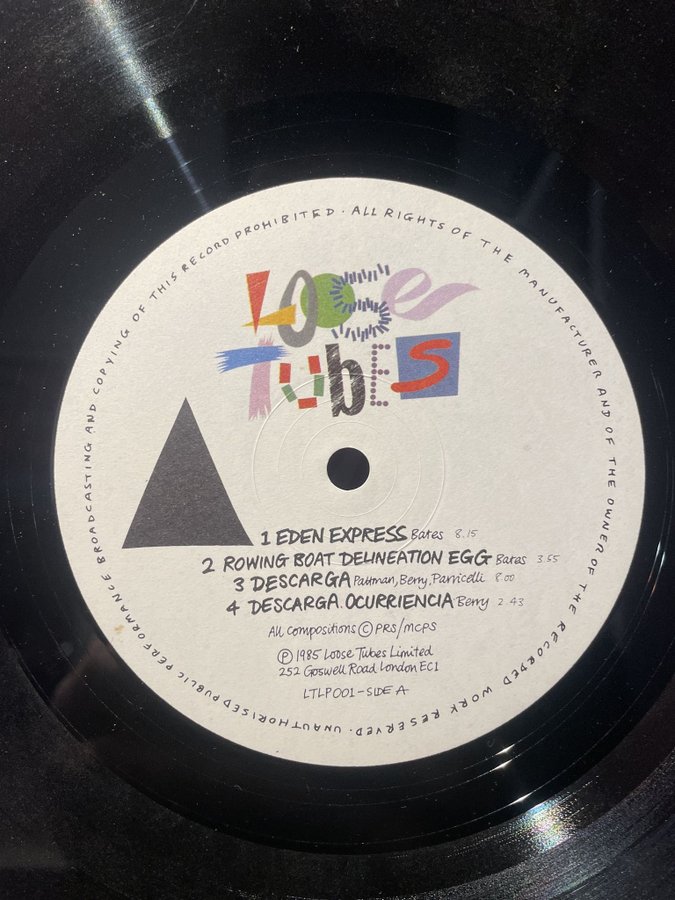 UNAUTHORISED PUBLIC PERFORMANCE BROADCASTING AND COPYING OF THIS RECORD PROHIBITED · ALL RIGHTS OF THE MANUFACTURER AND OF THE OWNER OF THE RECORDED WORK RESERVED ·
LOOSE
TUBES
1 EDEN EXPRESS Bates 8.15
2 ROWING BOAT DELINEATION EGG Bates 3 55
3 DESCARGA Pattman, Berry, Parricelli 8.00
4 DESCARGA OCURRIENCIA Berry 2 43
All Compositions © PRS/MCPS
℗ 1985 Loose Tubes Limited
252 Goswell Road London EC1
LTLP001-SIDE A